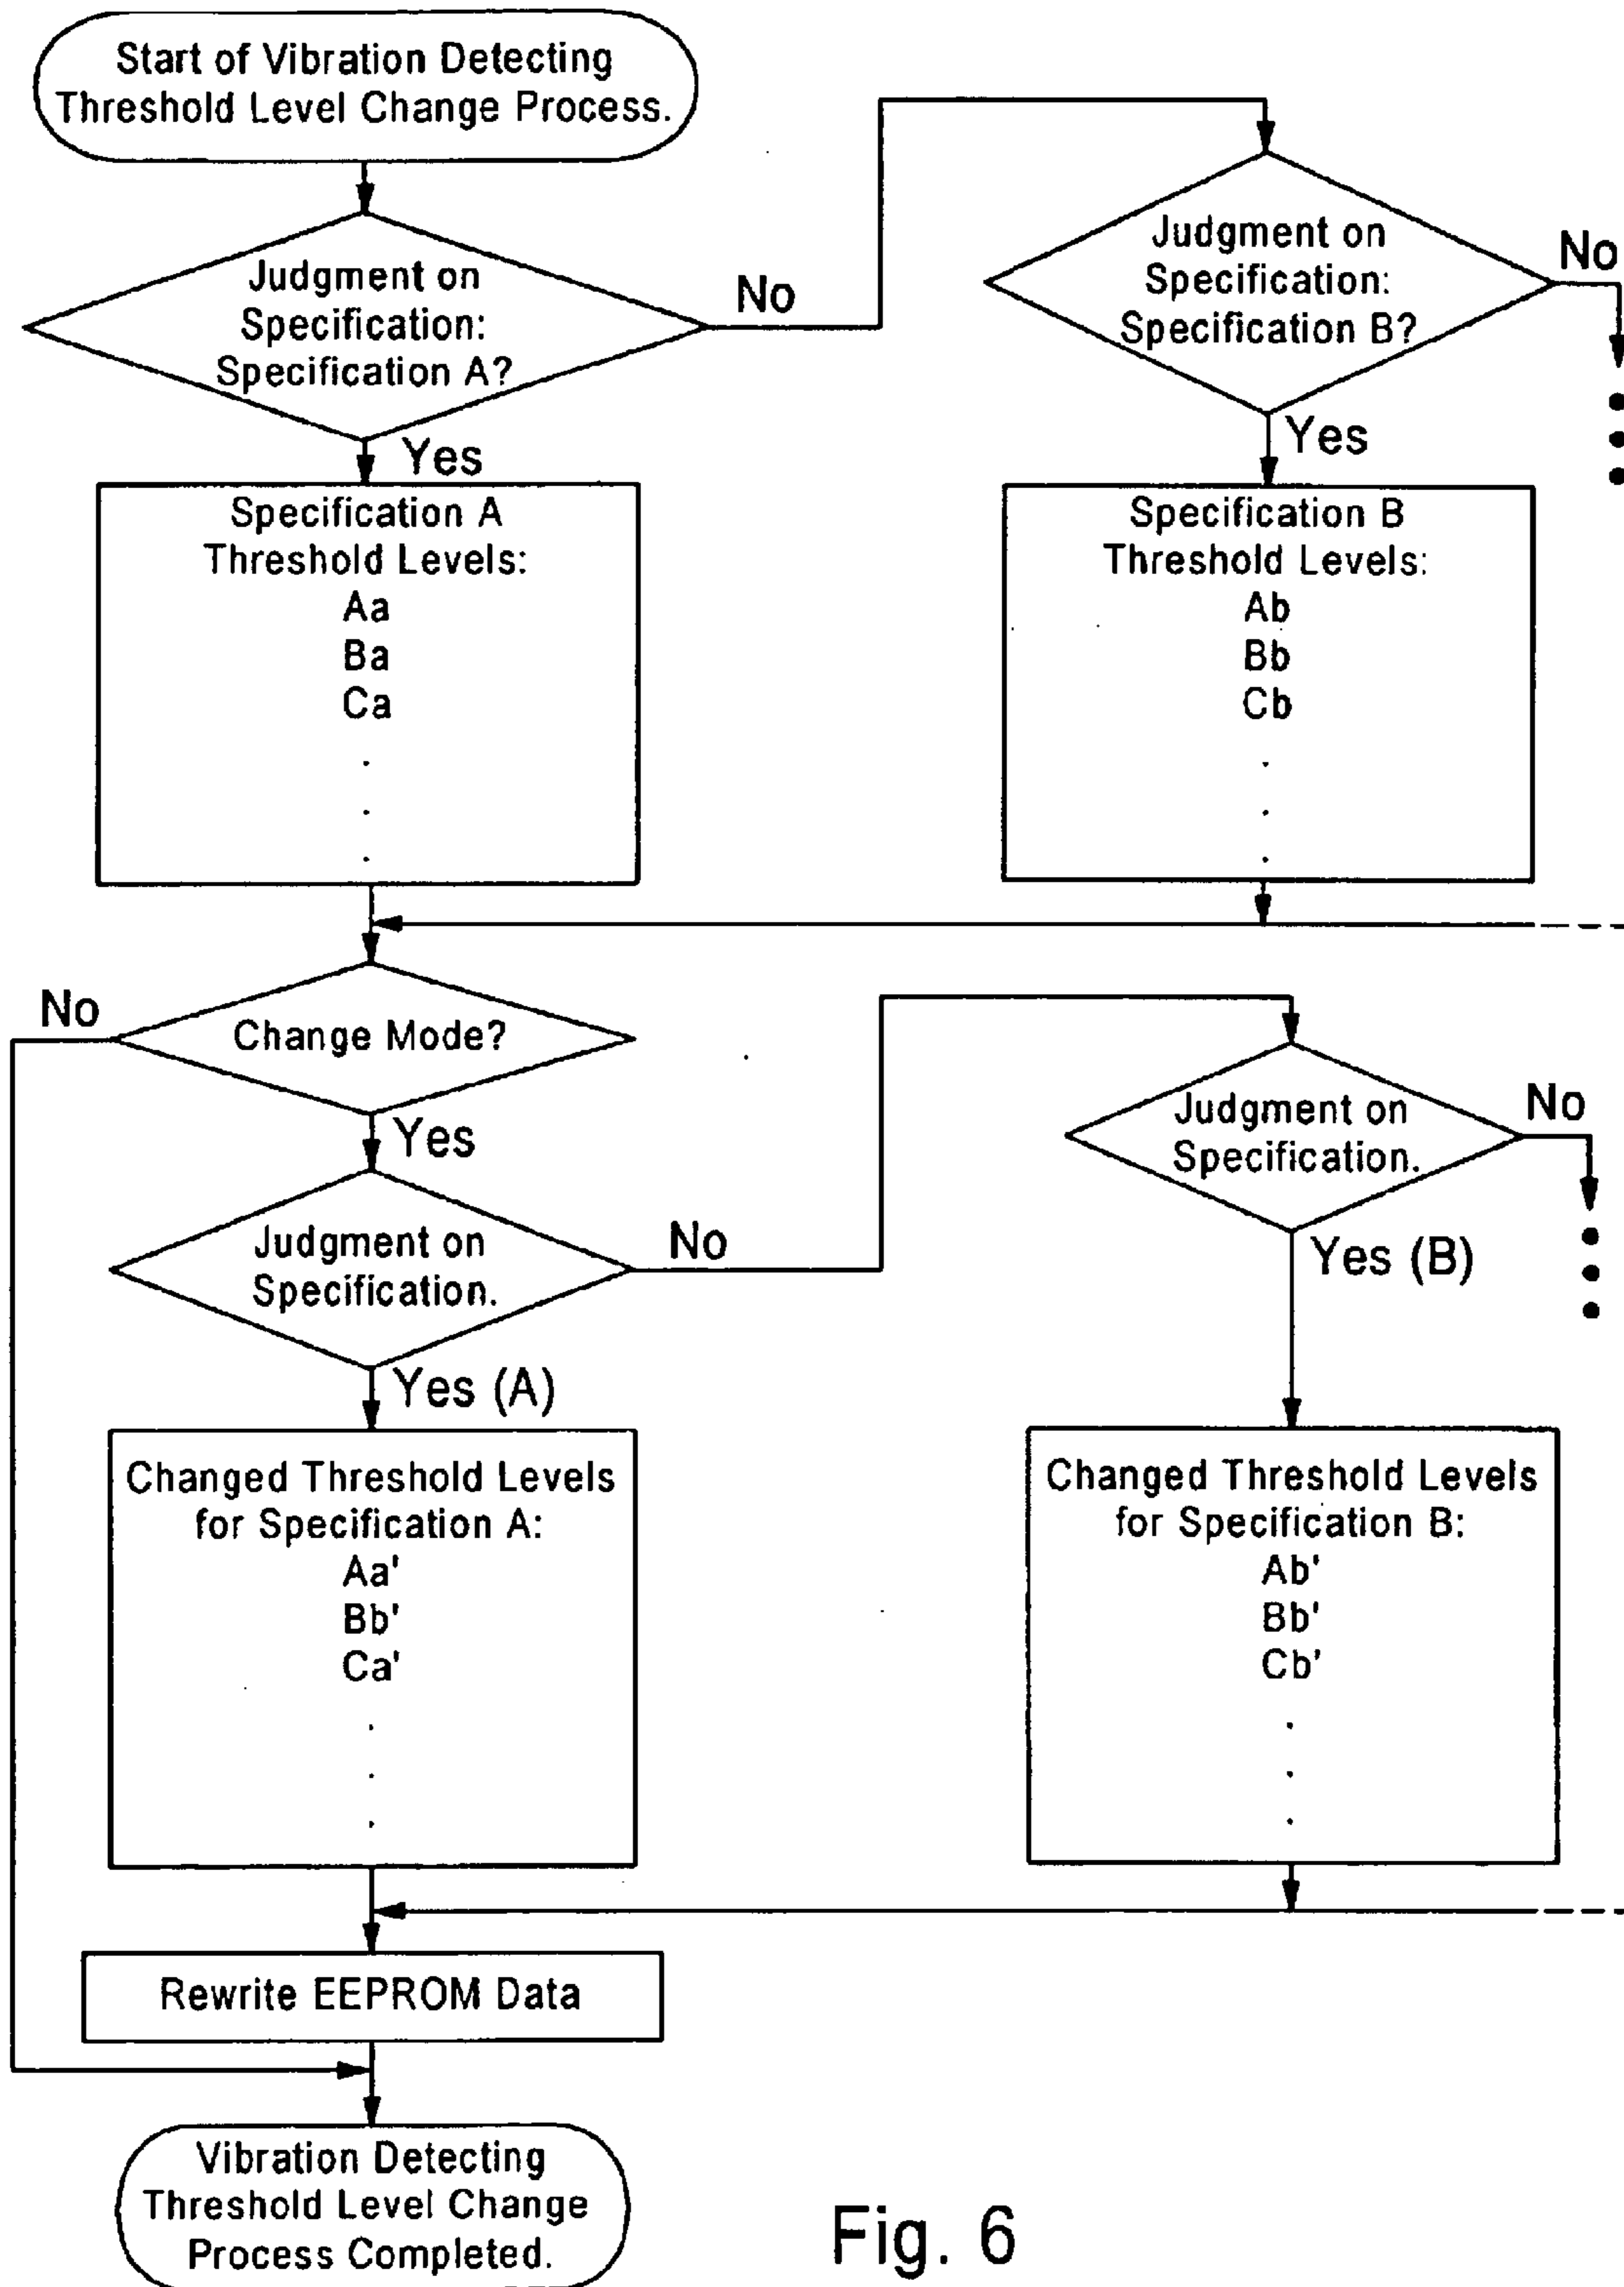 Start of Vibration Detecting
Threshold Level Change Process.
Judgment on
Specification:
Specification A?
No
Yes
Judgment on
Specification:
Specification B?
No
Yes
Specification A
Threshold Levels:
Aa
Ba
Ca
.
.
.
Specification B
Threshold Levels:
Ab
Bb
Cb
.
.
.
Change Mode?
No
Yes
Judgment on
Specification.
No
Yes (A)
Judgment on
Specification.
No
Yes (B)
Changed Threshold Levels
for Specification A:
Aa'
Bb'
Ca'
.
.
.
Changed Threshold Levels
for Specification B:
Ab'
Bb'
Cb'
.
.
.
Rewrite EEPROM Data
Vibration Detecting
Threshold Level Change
Process Completed.
Fig. 6